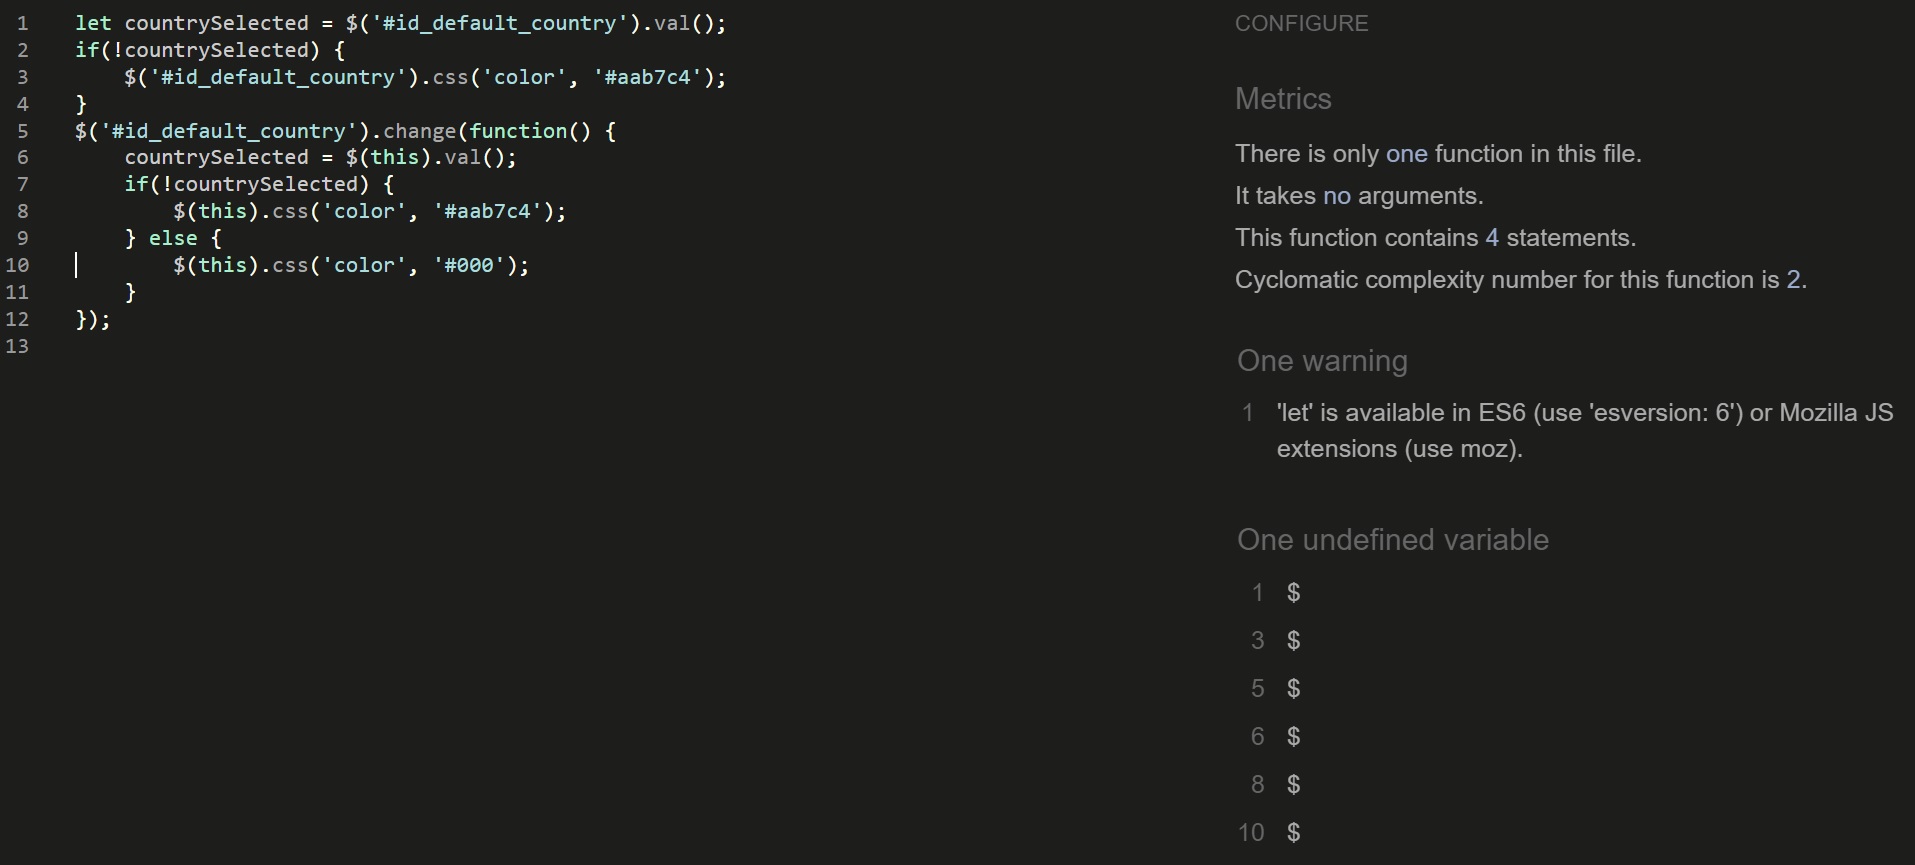 1 let countrySelected = $('#id_default_country').val();
2 if(!countrySelected) {
3 $('#id_default_country').css('color', '#aab7c4');
4 }
5 $('#id_default_country').change(function() {
6 countrySelected = $(this).val();
7 if(!countrySelected) {
8 $(this).css('color', '#aab7c4');
9 } else {
10 $(this).css('color', '#000');
11 }
12 });
13
CONFIGURE
Metrics
There is only one function in this file.
It takes no arguments.
This function contains 4 statements.
Cyclomatic complexity number for this function is 2.
One warning
1 'let' is available in ES6 (use 'esversion: 6') or Mozilla JS
extensions (use moz).
One undefined variable
1 $
3 $
5 $
6 $
8 $
10 $